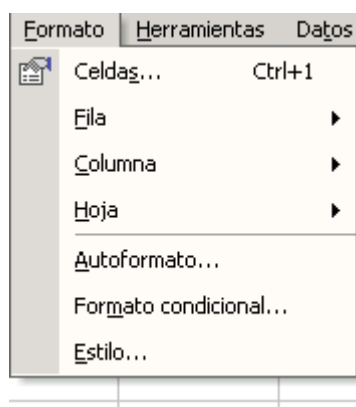 Formato Herramientas Datos
Celdas... Ctrl+1
Fila
Columna
Hoja
Autoformato...
Formato condicional...
Estilo...